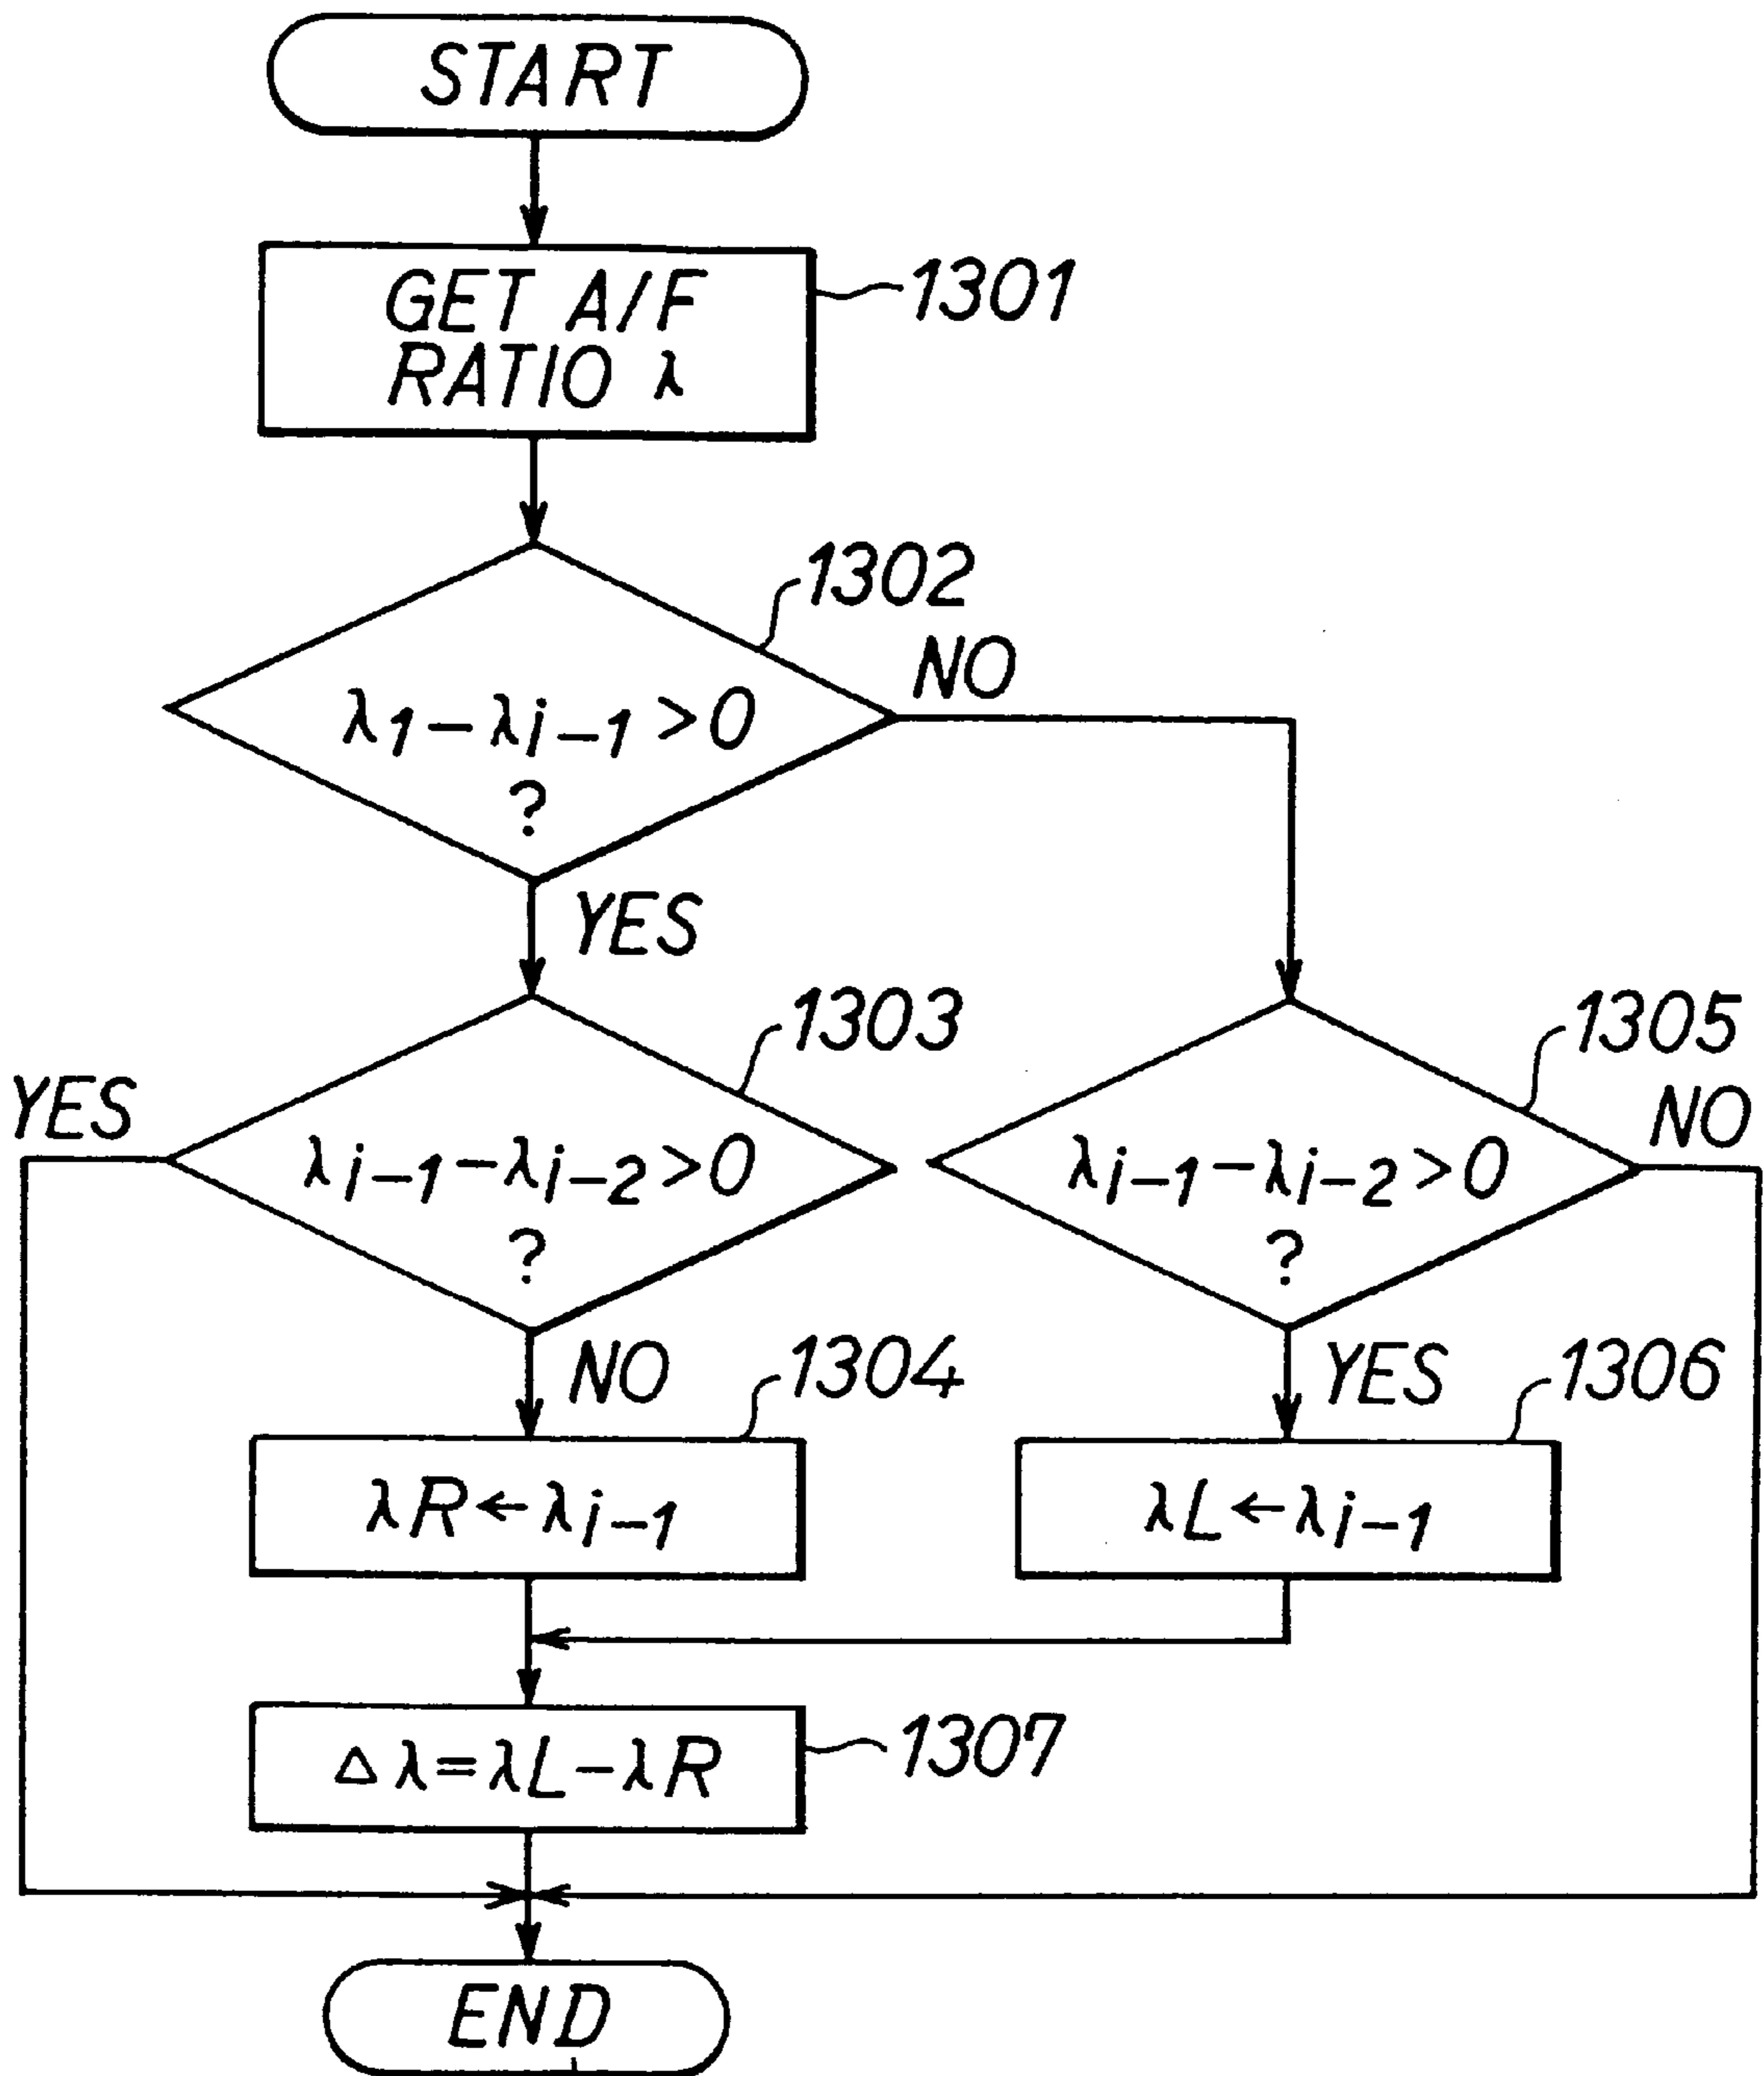 START
GET A/F
RATIO λ
1301
1302
λ1-λi-1>0
?
NO
YES
1303
λi-1-λi-2>0
?
YES
NO
1305
λi-1-λi-2>0
?
NO
YES
1304
λR←λi-1
1306
λL←λi-1
Δλ=λL-λR
1307
END